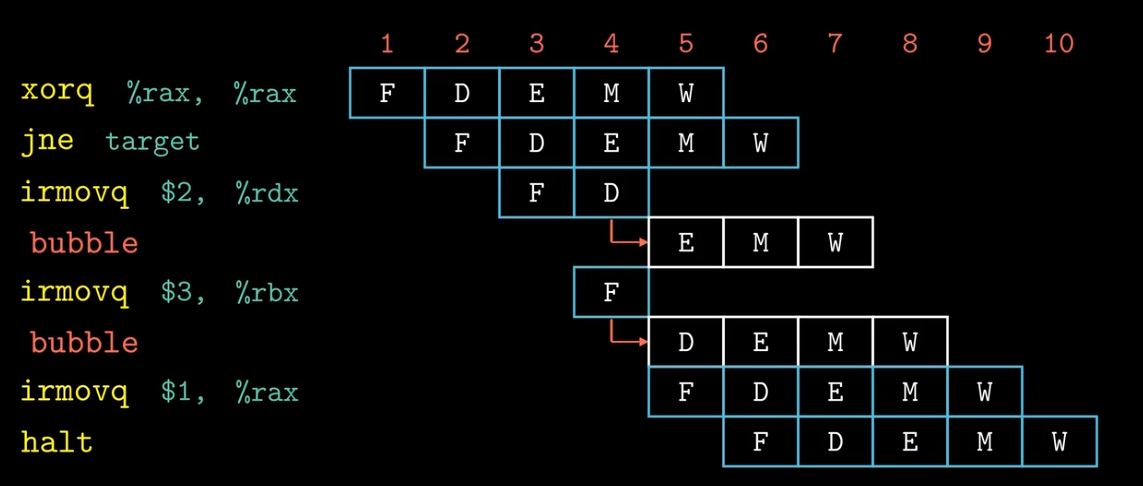 1 2 3 4 5 6 7 8 9 10
xorq %rax, %rax F D E M W
jne target F D E M W
irmovq $2, %rdx F D
bubble E M W
irmovq $3, %rbx F
bubble D E M W
irmovq $1, %rax F D E M W
halt F D E M W